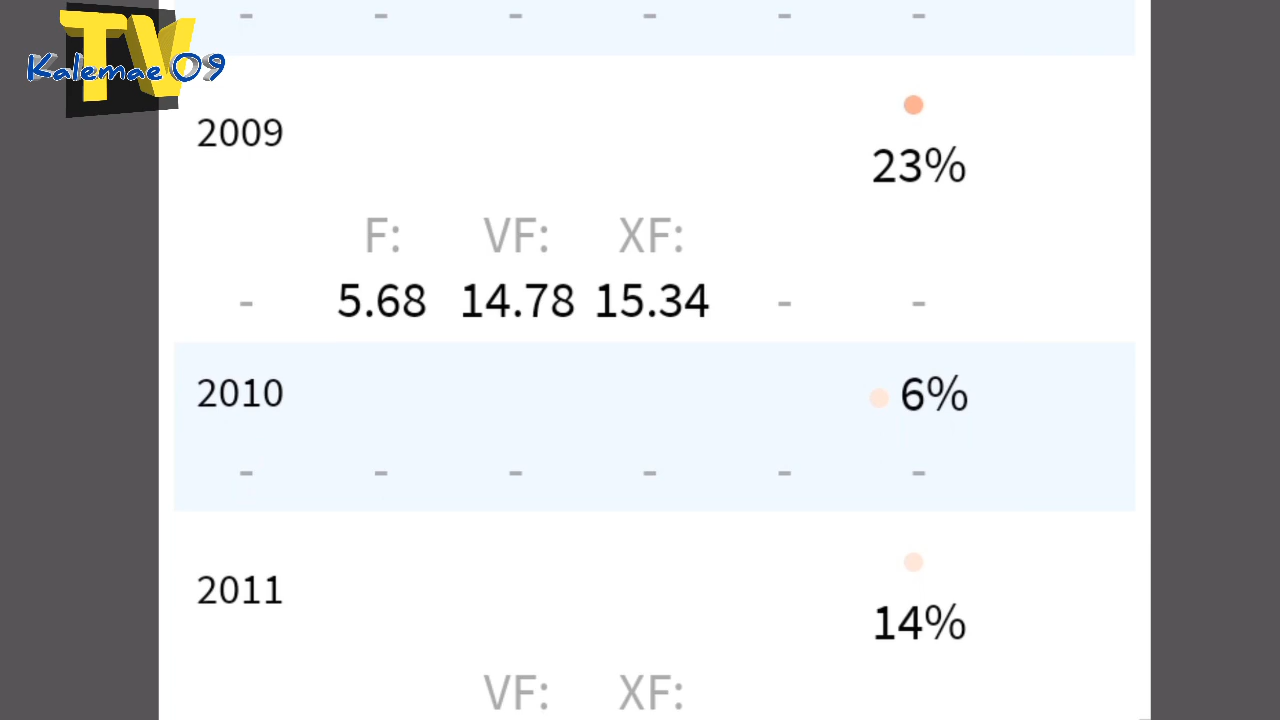 TV
Kalemae 09
- - - - - -
2009
23%
F: VF: XF:
- 5.68 14.78 15.34 - -
2010 6%
- - - - - -
2011
14%
VF: XF: